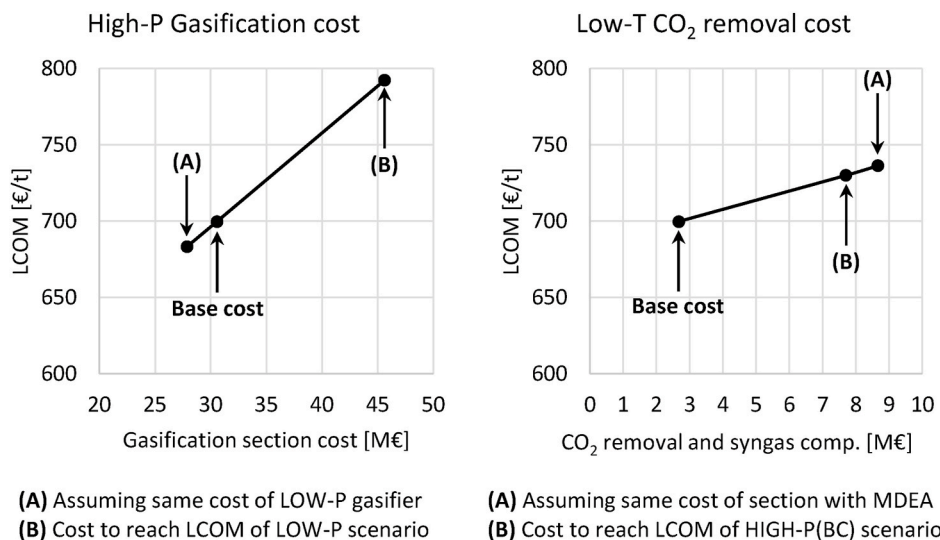 High-P Gasification cost
800
750
700
650
600
LCOM [€/t]
(A)
(B)
Base cost
20 25 30 35 40 45 50
Gasification section cost [M€]
(A) Assuming same cost of LOW-P gasifier
(B) Cost to reach LCOM of LOW-P scenario
Low-T CO₂ removal cost
800
750
700
650
600
LCOM [€/t]
(A)
(B)
Base cost
0 1 2 3 4 5 6 7 8 9 10
CO₂ removal and syngas comp. [M€]
(A) Assuming same cost of section with MDEA
(B) Cost to reach LCOM of HIGH-P(BC) scenario